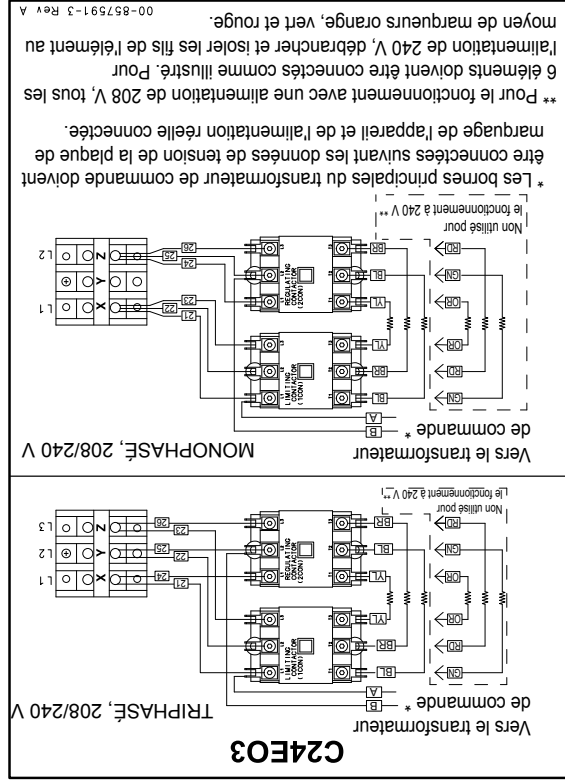 C24EO3
Vers le transformateur
de commande *
TRIPHASÉ, 208/240 V
B
A
GN BL
RD BR
OR YL
LIMITING
CONTACTOR
(1CON)
21
24
22
25
23
26
X L1
Y L2
Z L3
OR YL
GN BL
RD BR
REGULATING
CONTACTOR
(2CON)
Non utilisé pour
le fonctionnement à 240 V **
Vers le transformateur
de commande *
MONOPHASÉ, 208/240 V
B
A
GN BL
RD BR
OR YL
LIMITING
CONTACTOR
(1CON)
21
22
23
24
25
26
X L1
Y
Z L2
OR YL
GN BL
RD BR
REGULATING
CONTACTOR
(2CON)
Non utilisé pour
le fonctionnement à 240 V **
* Les bornes principales du transformateur de commande doivent
être connectées suivant les données de tension de la plaque de
marquage de l'appareil et de l'alimentation réelle connectée.
** Pour le fonctionnement avec une alimentation de 208 V, tous les
6 éléments doivent être connectés comme illustré. Pour
l'alimentation de 240 V, débrancher et isoler les fils de l'élément au
moyen de marqueurs orange, vert et rouge.
00-857591-3 Rev A